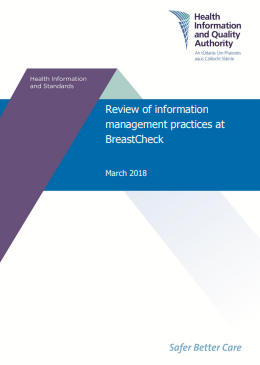 Health
Information
and Quality
Authority
An tÚdarás Um Fhaisnéis
agus Cáilíocht Sláinte
Health Information
and Standards
Review of information
management practices at
BreastCheck
March 2018
Safer Better Care